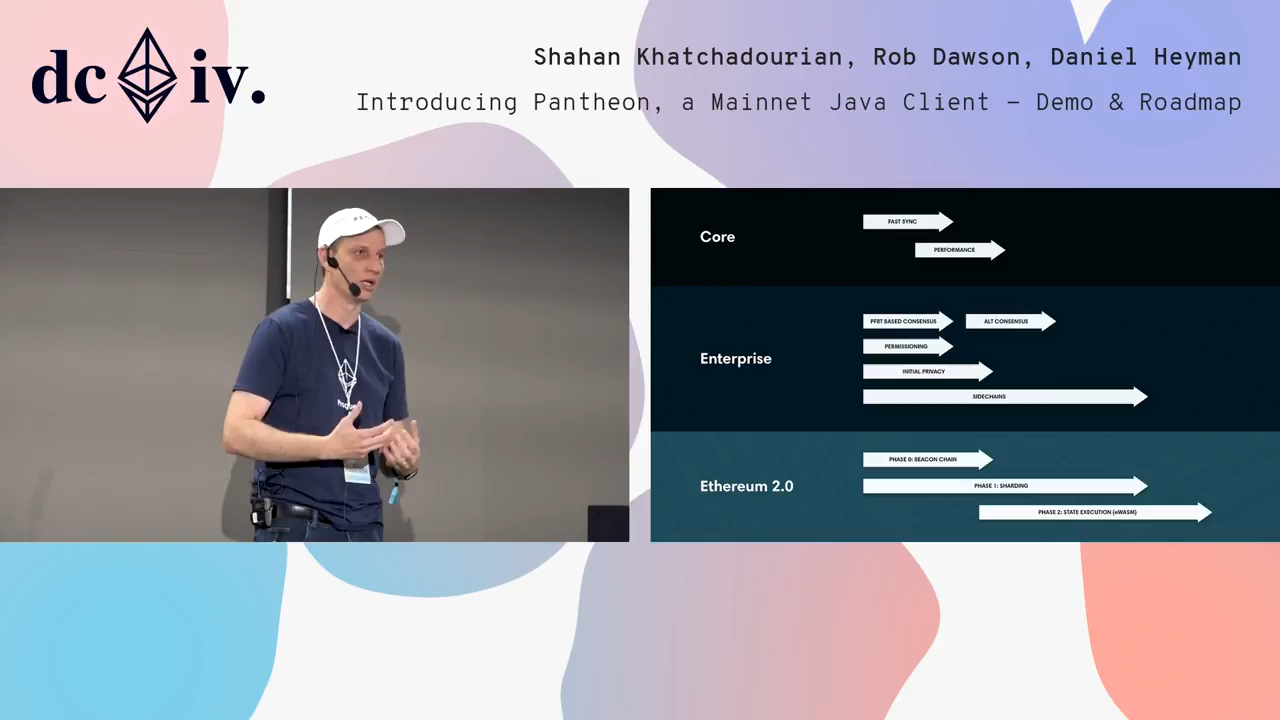 dc iv.
Shahan Khatchadourian, Rob Dawson, Daniel Heyman
Introducing Pantheon, a Mainnet Java Client – Demo & Roadmap
Core
FAST SYNC
PERFORMANCE
Enterprise
PFBT BASED CONSENSUS
ALT CONSENSUS
PERMISSIONING
INITIAL PRIVACY
SIDECHAINS
Ethereum 2.0
PHASE 0: BEACON CHAIN
PHASE 1: SHARDING
PHASE 2: STATE EXECUTION (eWASM)